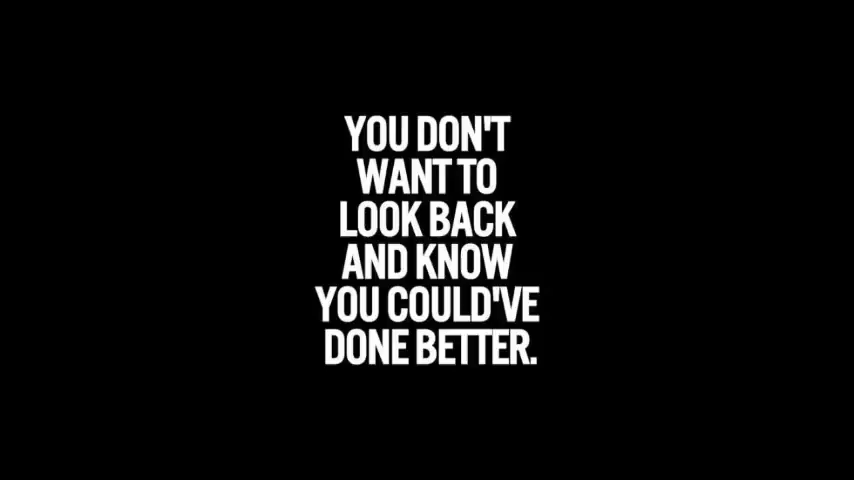 YOU DON'T
WANT TO
LOOK BACK
AND KNOW
YOU COULD'VE
DONE BETTER.